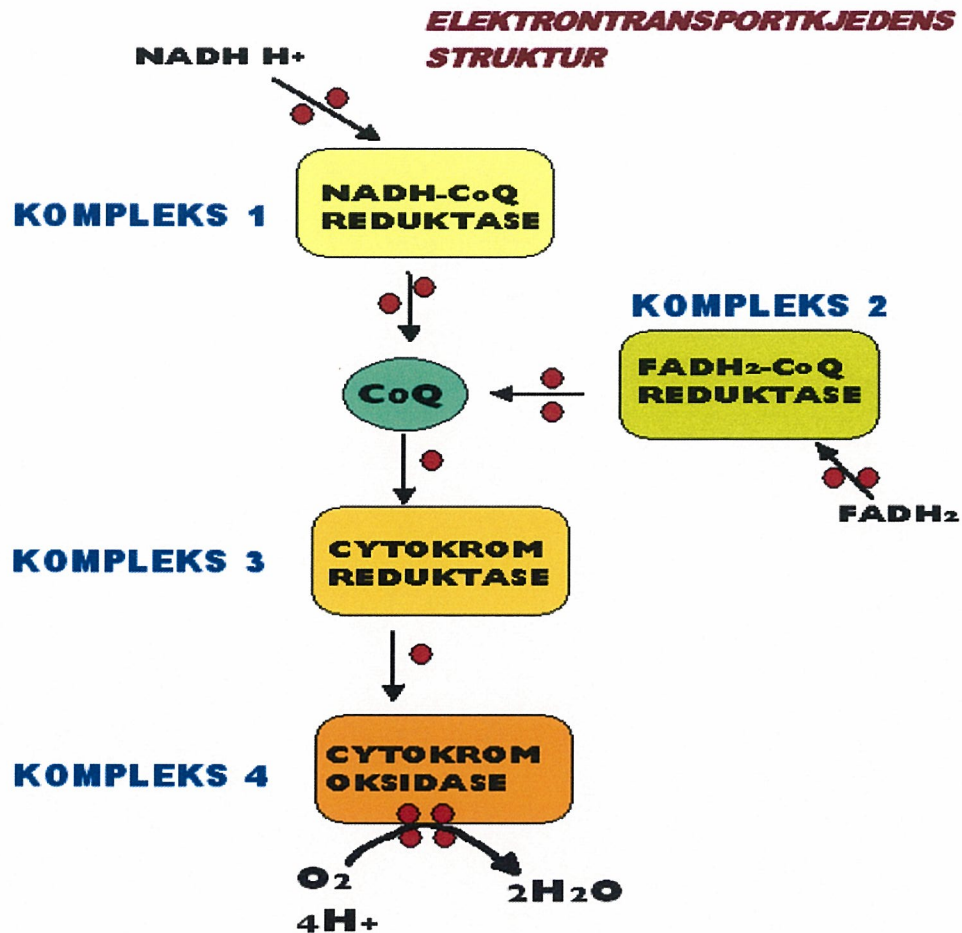 ELEKTRONTRANSPORTKJEDENS
STRUKTUR
NADH H+
KOMPLEKS 1
NADH-CoQ
REDUKTASE
KOMPLEKS 2
FADH2-CoQ
REDUKTASE
CoQ
FADH2
KOMPLEKS 3
CYTOKROM
REDUKTASE
KOMPLEKS 4
CYTOKROM
OKSIDASE
O2
4H+
2H2O